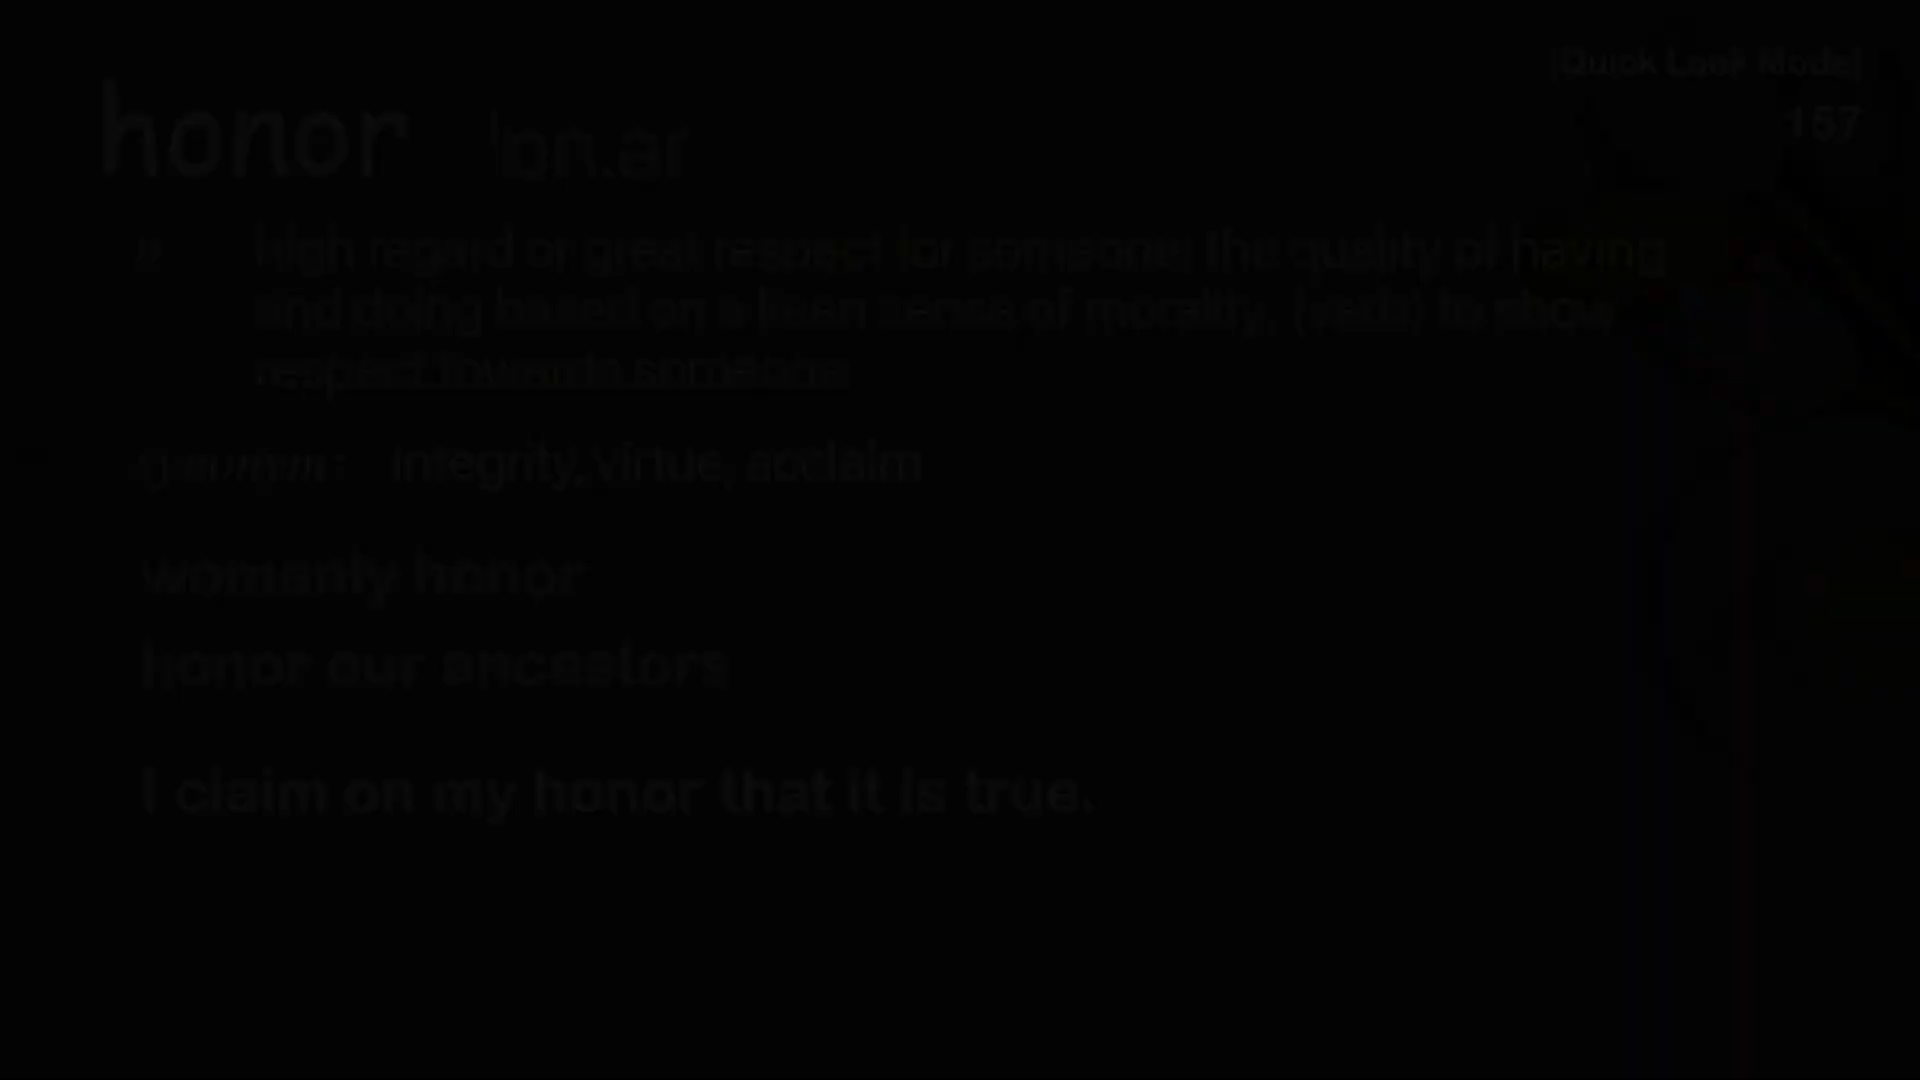 [Quick Look Mode]
157
honor ˈɒn.ər
n High regard or great respect for someone; the quality of having
and doing based on a keen sense of morality; (verb) to show
respect towards someone
synonym : integrity, virtue, acclaim
womanly honor
honor our ancestors
I claim on my honor that it is true.